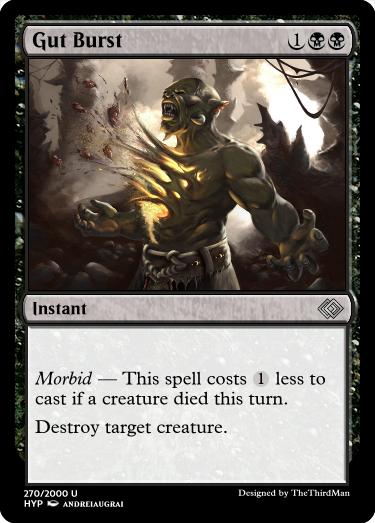 Gut Burst 1
Instant
Morbid — This spell costs 1 less to
cast if a creature died this turn.
Destroy target creature.
270/2000 U
HYP ANDREIAUGRAI
Designed by TheThirdMan